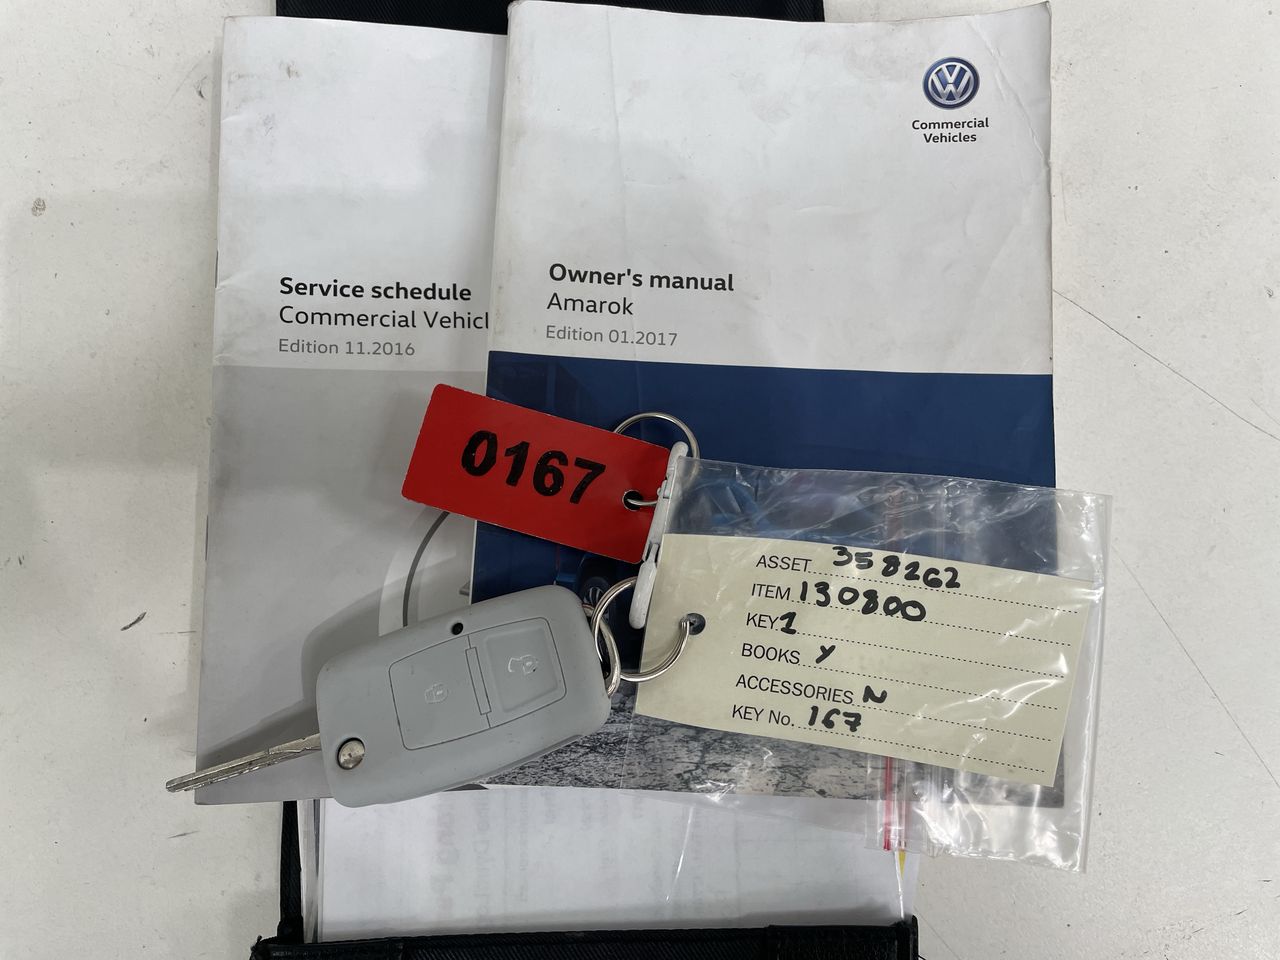 Commercial
Vehicles
Service schedule
Commercial Vehicl
Edition 11.2016
Owner's manual
Amarok
Edition 01.2017
0167
ASSET 358262
ITEM 130800
KEY 1
BOOKS Y
ACCESSORIES N
KEY No. 167